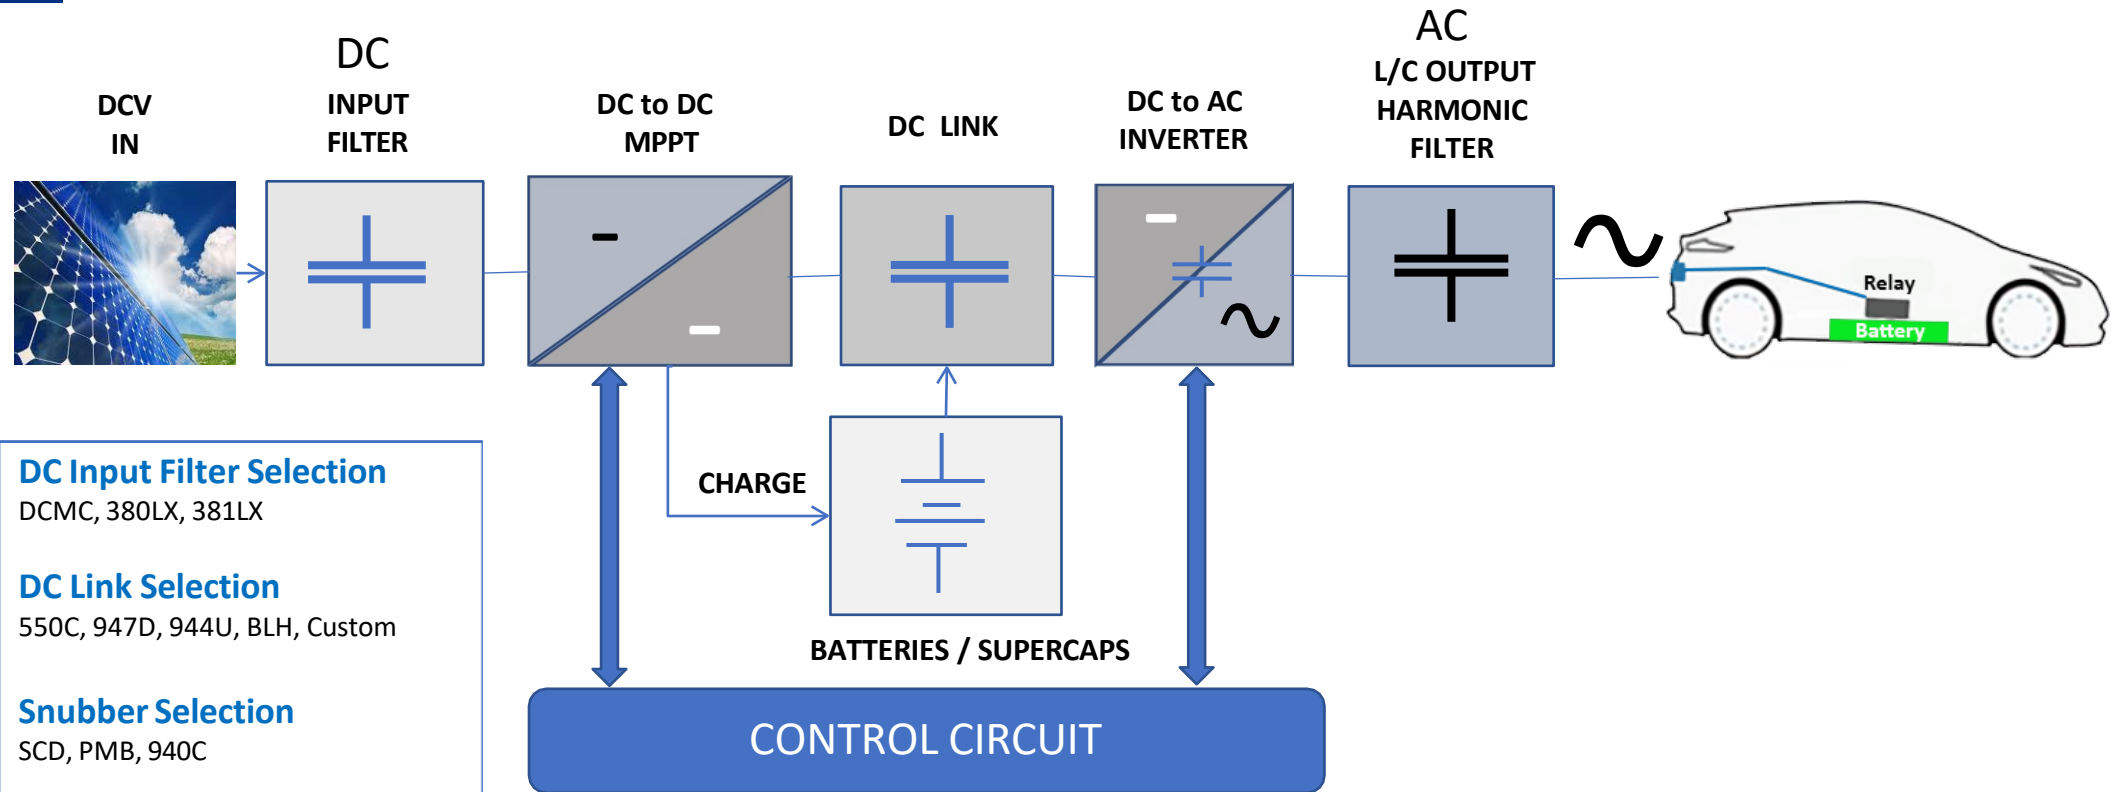 DC
AC
DCV
IN
INPUT
FILTER
DC to DC
MPPT
DC LINK
DC to AC
INVERTER
L/C OUTPUT
HARMONIC
FILTER
Relay
Battery
CHARGE
BATTERIES / SUPERCAPS
CONTROL CIRCUIT
DC Input Filter Selection
DCMC, 380LX, 381LX
DC Link Selection
550C, 947D, 944U, BLH, Custom
Snubber Selection
SCD, PMB, 940C